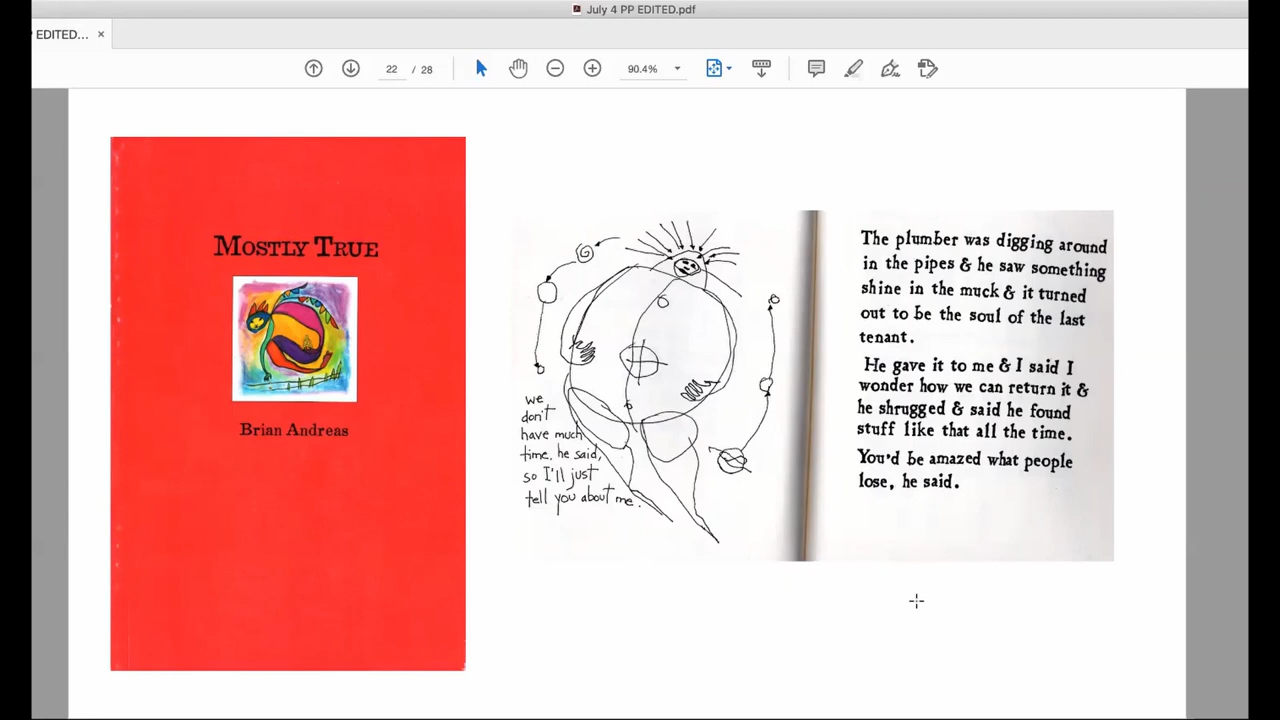 July 4 PP EDITED.pdf
P EDITED...
22 / 28
90.4%
MOSTLY TRUE
Brian Andreas
we
don't
have much
time, he said,
so I'll just
tell you about me.
The plumber was digging around
in the pipes & he saw something
shine in the muck & it turned
out to be the soul of the last
tenant.
He gave it to me & I said I
wonder how we can return it &
he shrugged & said he found
stuff like that all the time.
You'd be amazed what people
lose, he said.